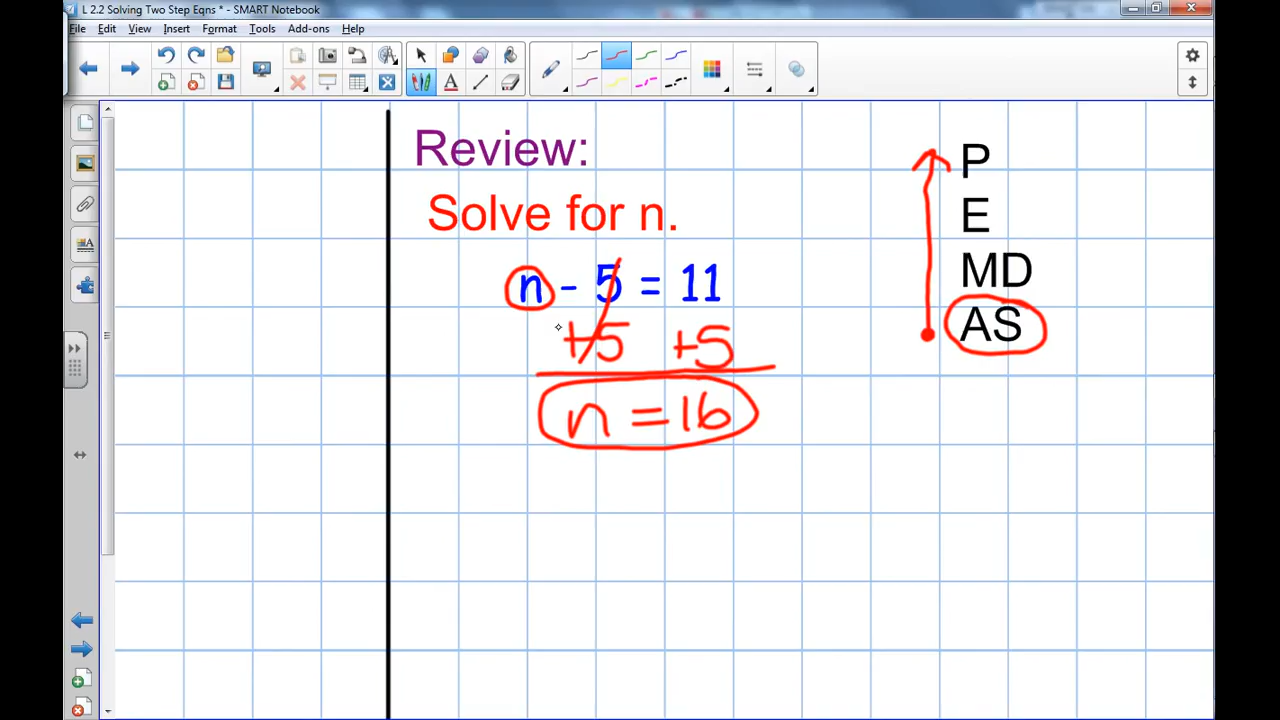 L 2.2 Solving Two Step Eqns * - SMART Notebook
File Edit View Insert Format Tools Add-ons Help
Review:
Solve for n.
n - 5 = 11
+5 +5
n = 16
P
E
MD
AS